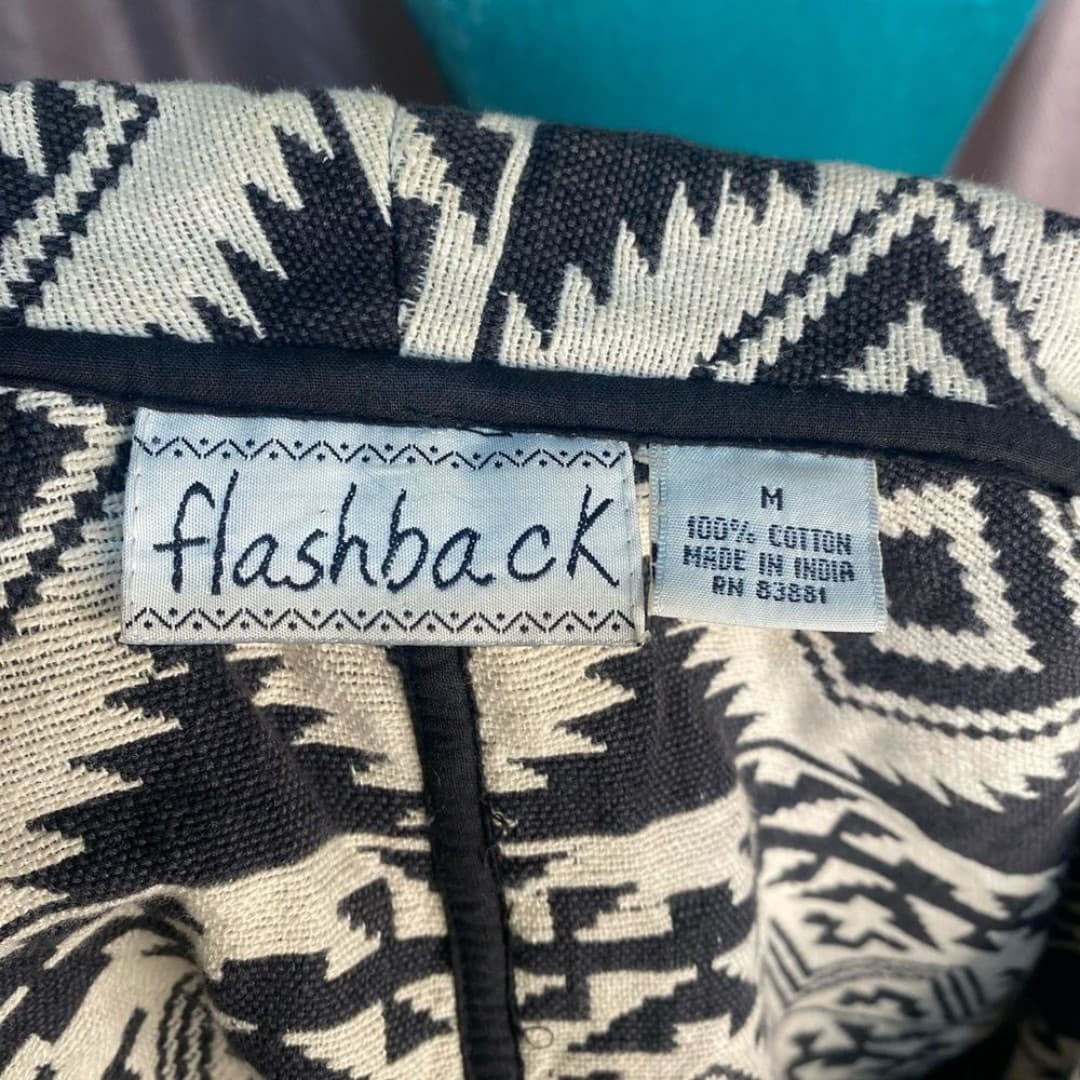 flashback
M
100% COTTON
MADE IN INDIA
RN 83881